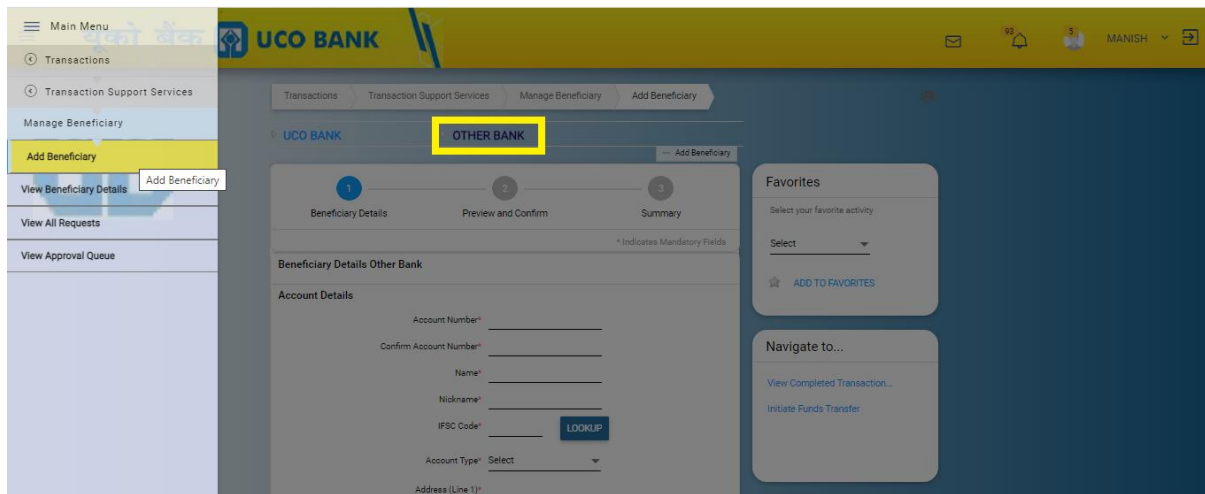 Main Menu
यूको बैंक UCO BANK
93
5
MANISH
Transactions
Transaction Support Services
Manage Beneficiary
Add Beneficiary
Add Beneficiary
View Beneficiary Details
View All Requests
View Approval Queue
Transactions Transaction Support Services Manage Beneficiary Add Beneficiary
UCO BANK OTHER BANK
— Add Beneficiary
1 2 3
Beneficiary Details Preview and Confirm Summary
* Indicates Mandatory Fields
Beneficiary Details Other Bank
Account Details
Account Number*
Confirm Account Number*
Name*
Nickname*
IFSC Code* LOOKUP
Account Type* Select
Address (Line 1)*
Favorites
Select your favorite activity
Select
ADD TO FAVORITES
Navigate to...
View Completed Transaction...
Initiate Funds Transfer